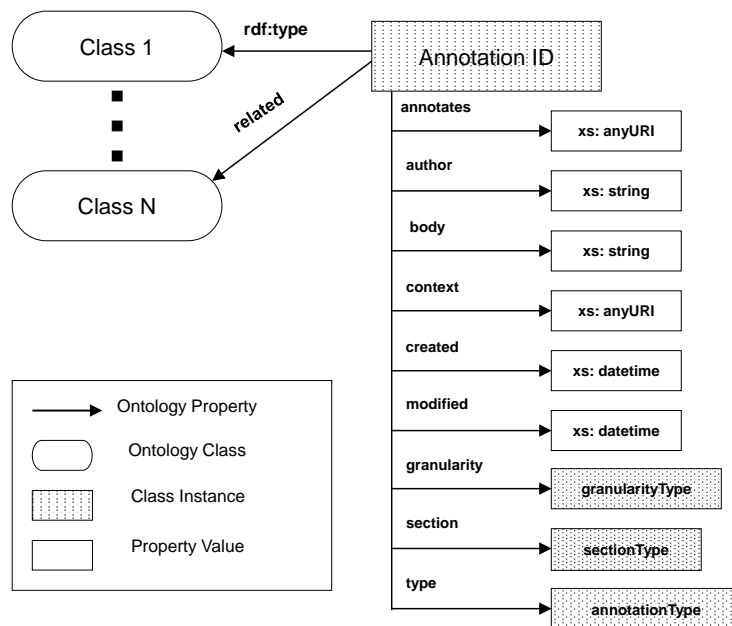 Class 1
rdf:type
Annotation ID
related
Class N
annotates
xs: anyURI
author
xs: string
body
xs: string
context
xs: anyURI
created
xs: datetime
modified
xs: datetime
granularity
granularityType
section
sectionType
type
annotationType
Ontology Property
Ontology Class
Class Instance
Property Value